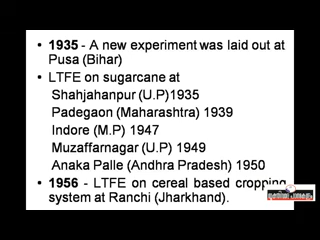 • 1935 - A new experiment was laid out at
Pusa (Bihar)
• LTFE on sugarcane at
Shahjahanpur (U.P)1935
Padegaon (Maharashtra) 1939
Indore (M.P) 1947
Muzaffarnagar (U.P) 1949
Anaka Palle (Andhra Pradesh) 1950
• 1956 - LTFE on cereal based cropping
system at Ranchi (Jharkhand).